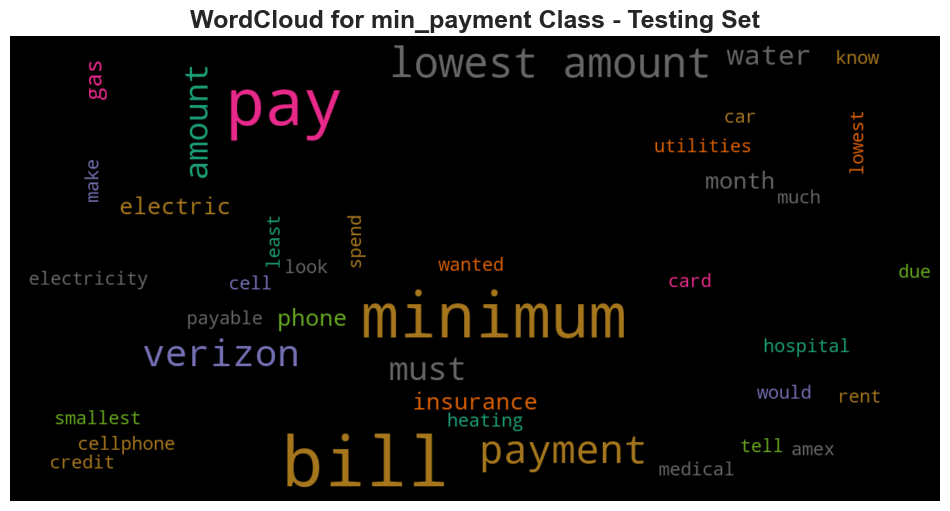 WordCloud for min_payment Class - Testing Set
lowest amount
water
know
gas
amount
pay
car
lowest
utilities
make
month
much
electric
least
spend
look
wanted
electricity
cell
card
due
payable
phone
minimum
verizon
must
hospital
would
rent
insurance
smallest
heating
cellphone
credit
bill
payment
tell
amex
medical